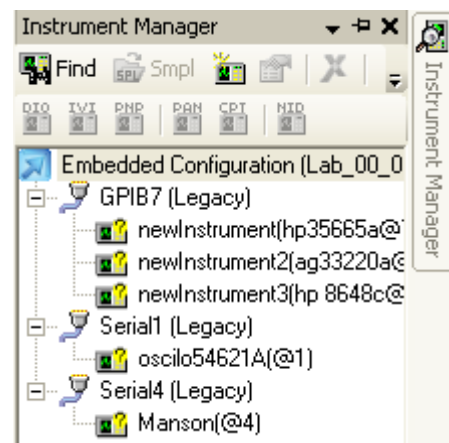 Instrument Manager
Find Smpl
SPL
DIO IVI PNP PAN CPT NID
Embedded Configuration (Lab_00_0
GPIB7 (Legacy)
newInstrument(hp35665a@
newInstrument2(ag33220a@
newInstrument3(hp 8648c@
Serial1 (Legacy)
oscilo54621A(@1)
Serial4 (Legacy)
Manson(@4)
Instrument Manager